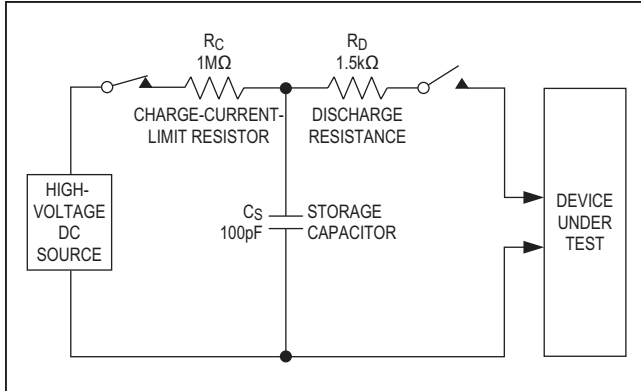 R_C
1MΩ
CHARGE-CURRENT-
LIMIT RESISTOR
R_D
1.5kΩ
DISCHARGE
RESISTANCE
HIGH-
VOLTAGE
DC
SOURCE
C_S
100pF
STORAGE
CAPACITOR
DEVICE
UNDER
TEST